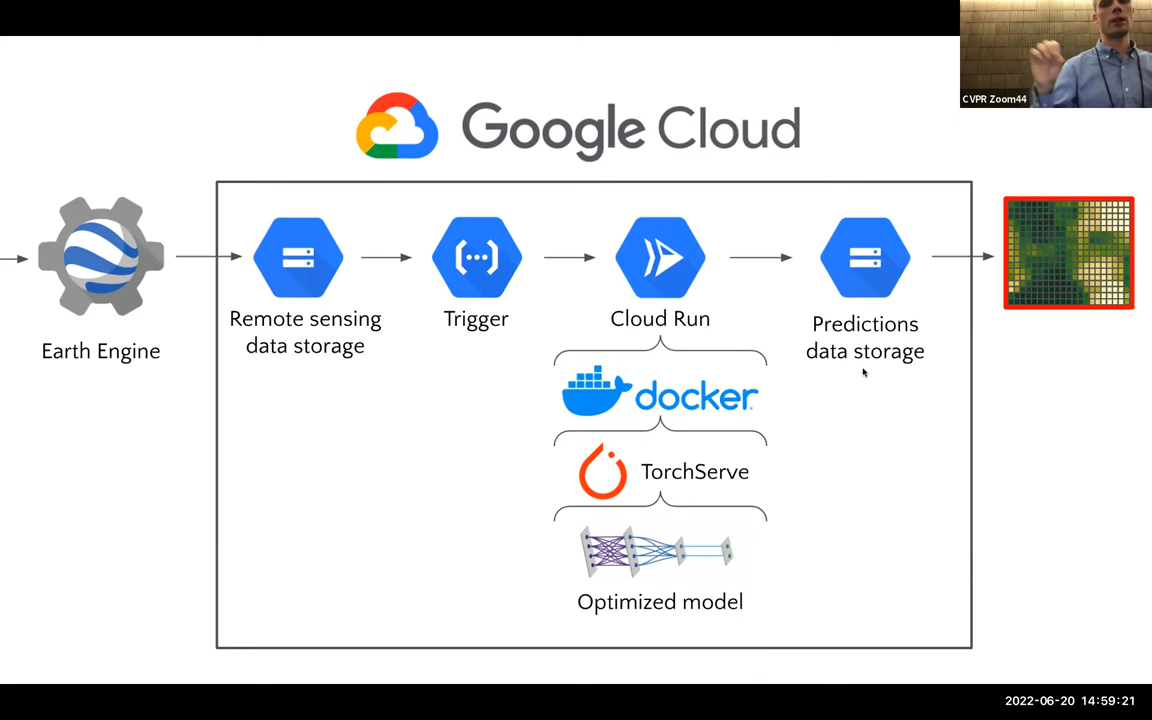 CVPR Zoom44
Google Cloud
Earth Engine
Remote sensing
data storage
Trigger
Cloud Run
Predictions
data storage
docker
TorchServe
Optimized model
2022-06-20 14:59:21